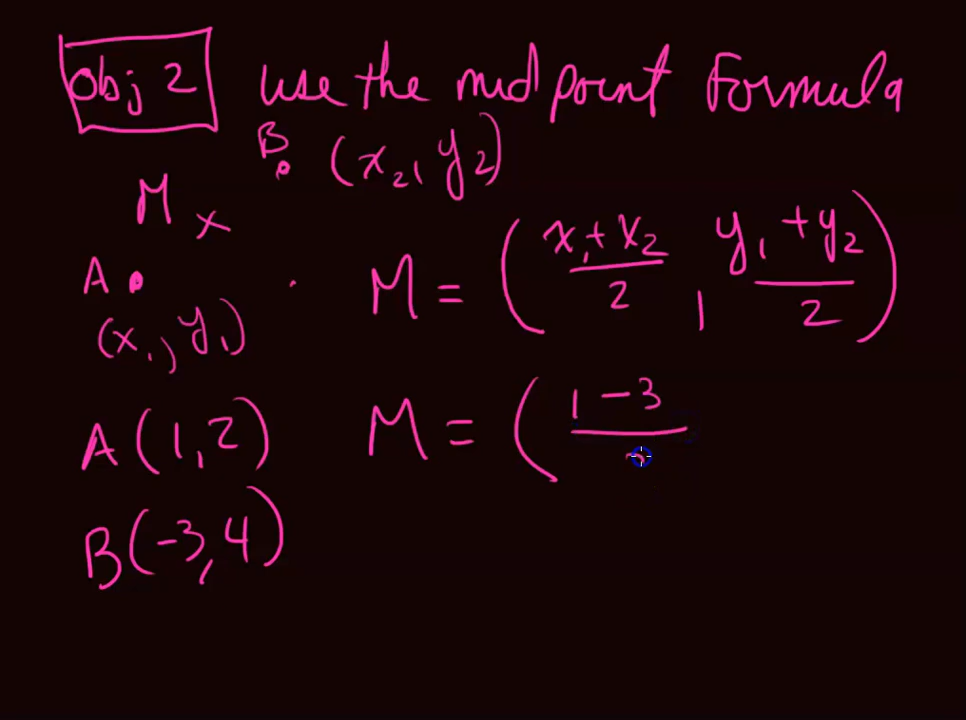 Obj 2 use the midpoint formula
B (x₂, y₂)
M
A
(x₁, y₁)
M = ( x₁ + x₂ / 2 , y₁ + y₂ / 2 )
A (1, 2)
M = ( 1 - 3 /
B (-3, 4)